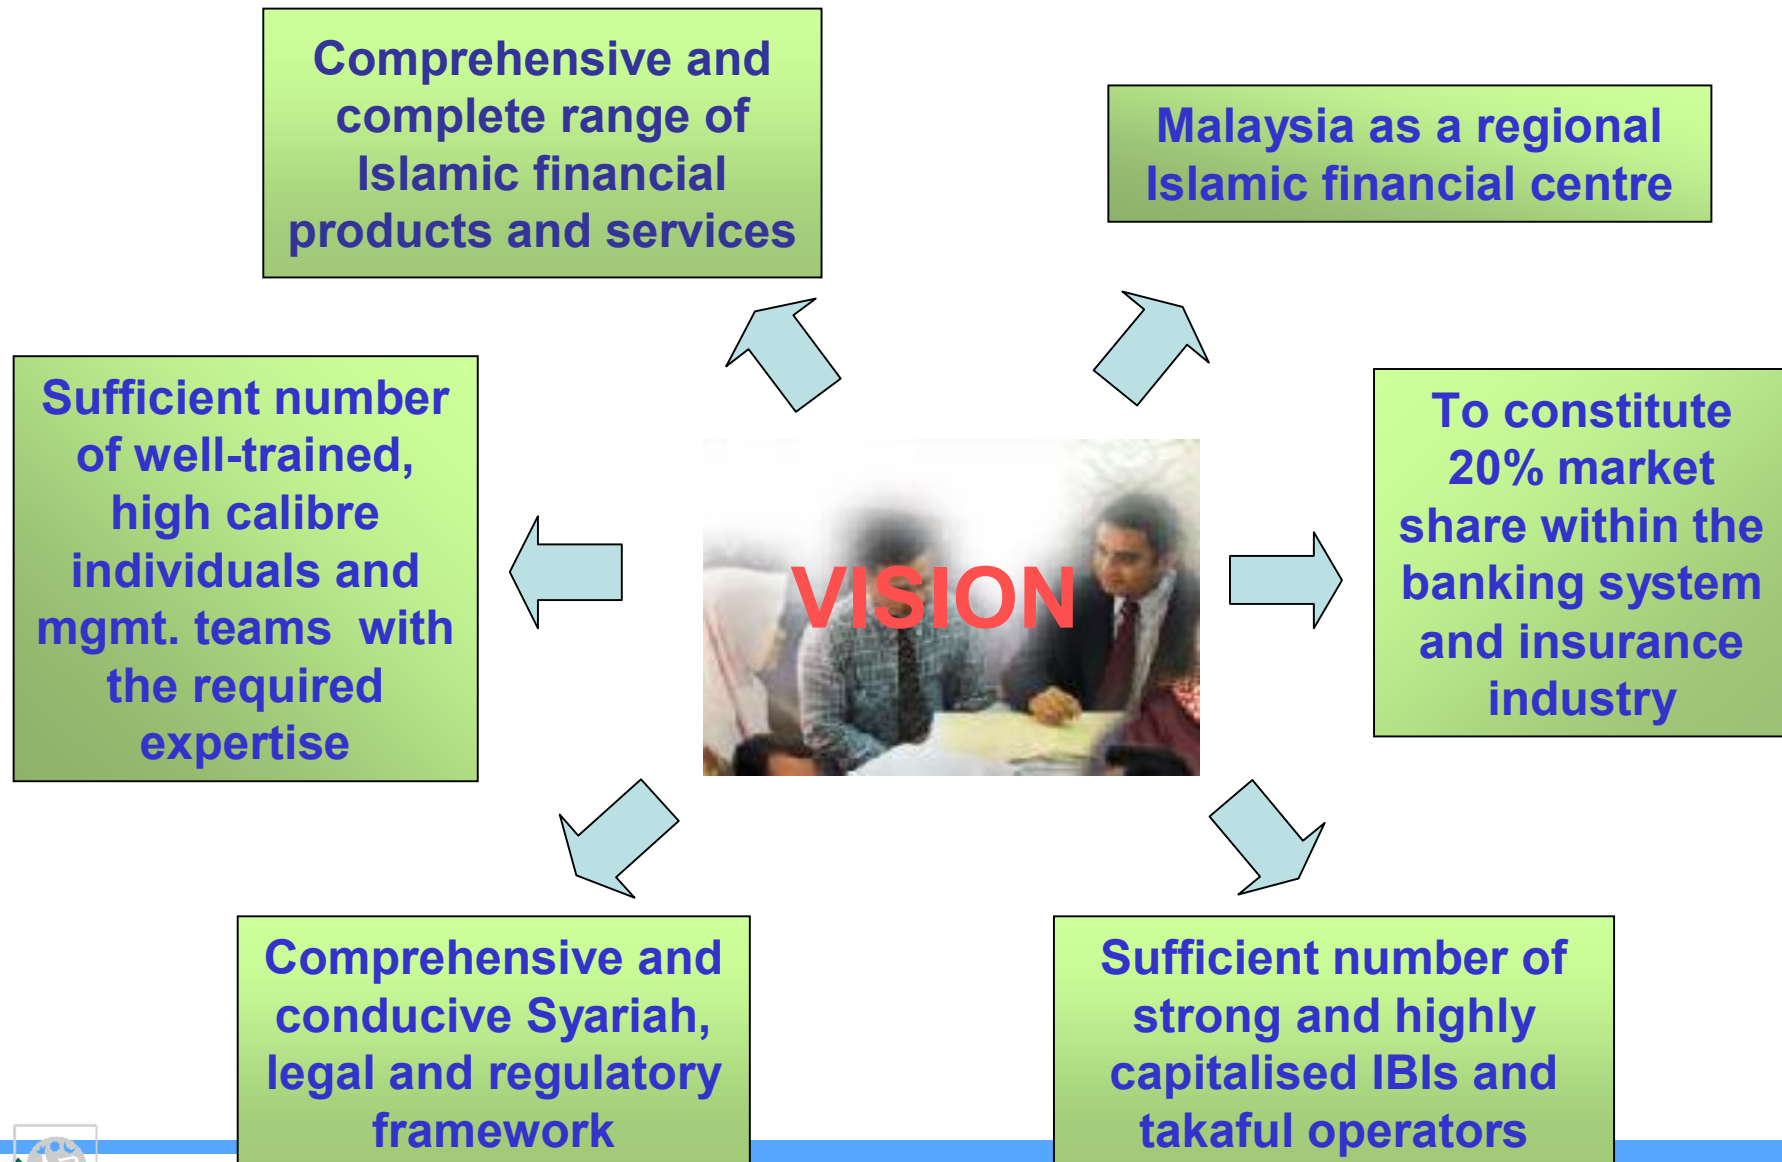 Comprehensive and
complete range of
Islamic financial
products and services
Malaysia as a regional
Islamic financial centre
Sufficient number
of well-trained,
high calibre
individuals and
mgmt. teams  with
the required
expertise
VISION
To constitute
20% market
share within the
banking system
and insurance
industry
Comprehensive and
conducive Syariah,
legal and regulatory
framework
Sufficient number of
strong and highly
capitalised IBIs and
takaful operators